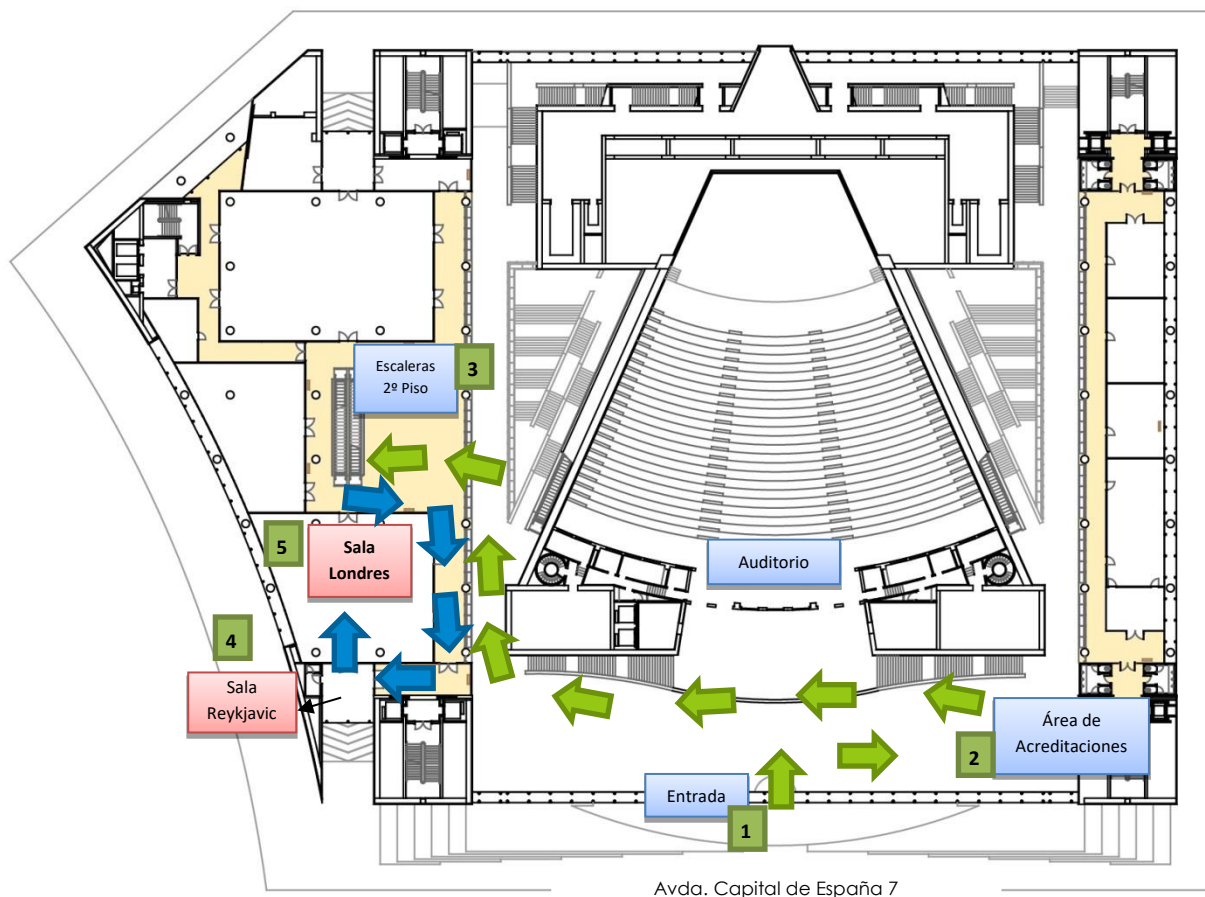 Escaleras
2º Piso
3
5
Sala
Londres
Auditorio
4
Sala
Reykjavic
Área de
Acreditaciones
2
Entrada
1
Avda. Capital de España 7